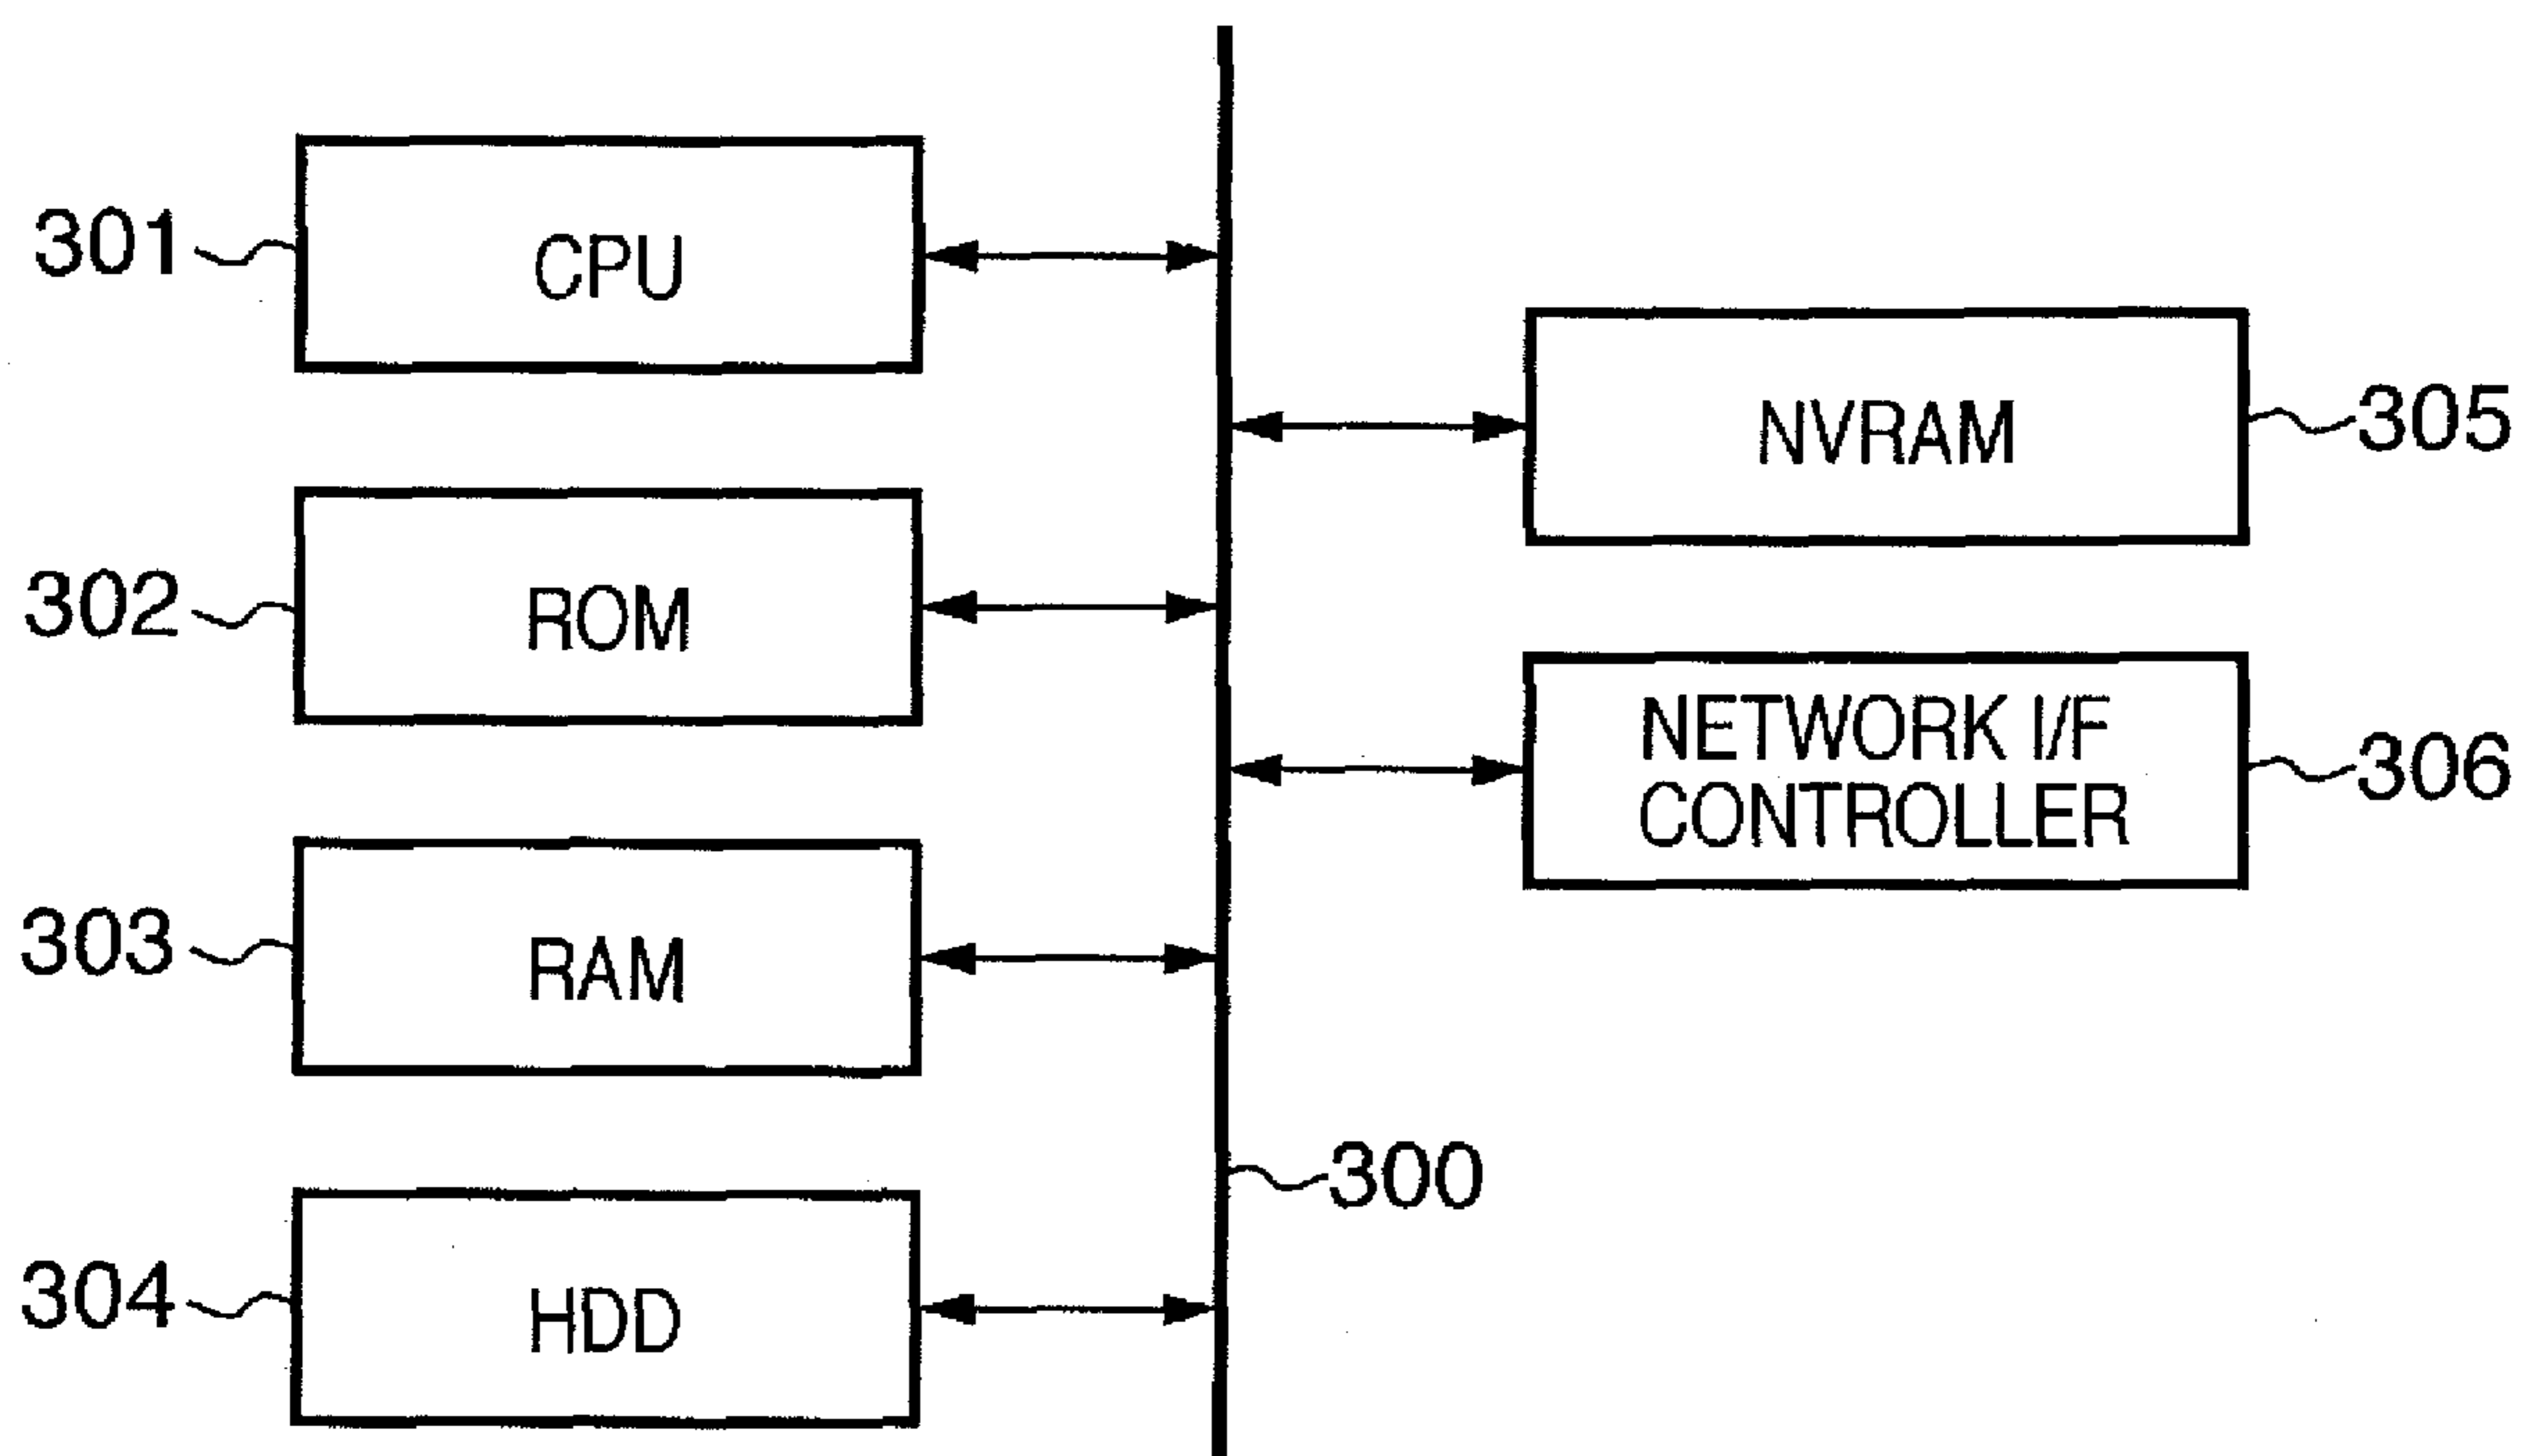 301
CPU
305
NVRAM
302
ROM
306
NETWORK I/F
CONTROLLER
303
RAM
300
304
HDD